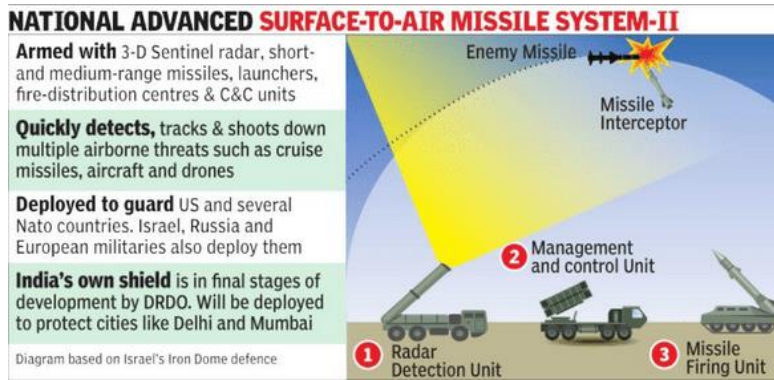 NATIONAL ADVANCED SURFACE-TO-AIR MISSILE SYSTEM-II
Armed with 3-D Sentinel radar, short-
and medium-range missiles, launchers,
fire-distribution centres & C&C units
Quickly detects, tracks & shoots down
multiple airborne threats such as cruise
missiles, aircraft and drones
Deployed to guard US and several
Nato countries. Israel, Russia and
European militaries also deploy them
India's own shield is in final stages of
development by DRDO. Will be deployed
to protect cities like Delhi and Mumbai
Diagram based on Israel's Iron Dome defence
Enemy Missile
Missile
Interceptor
2 Management
and control Unit
1 Radar
Detection Unit
3 Missile
Firing Unit